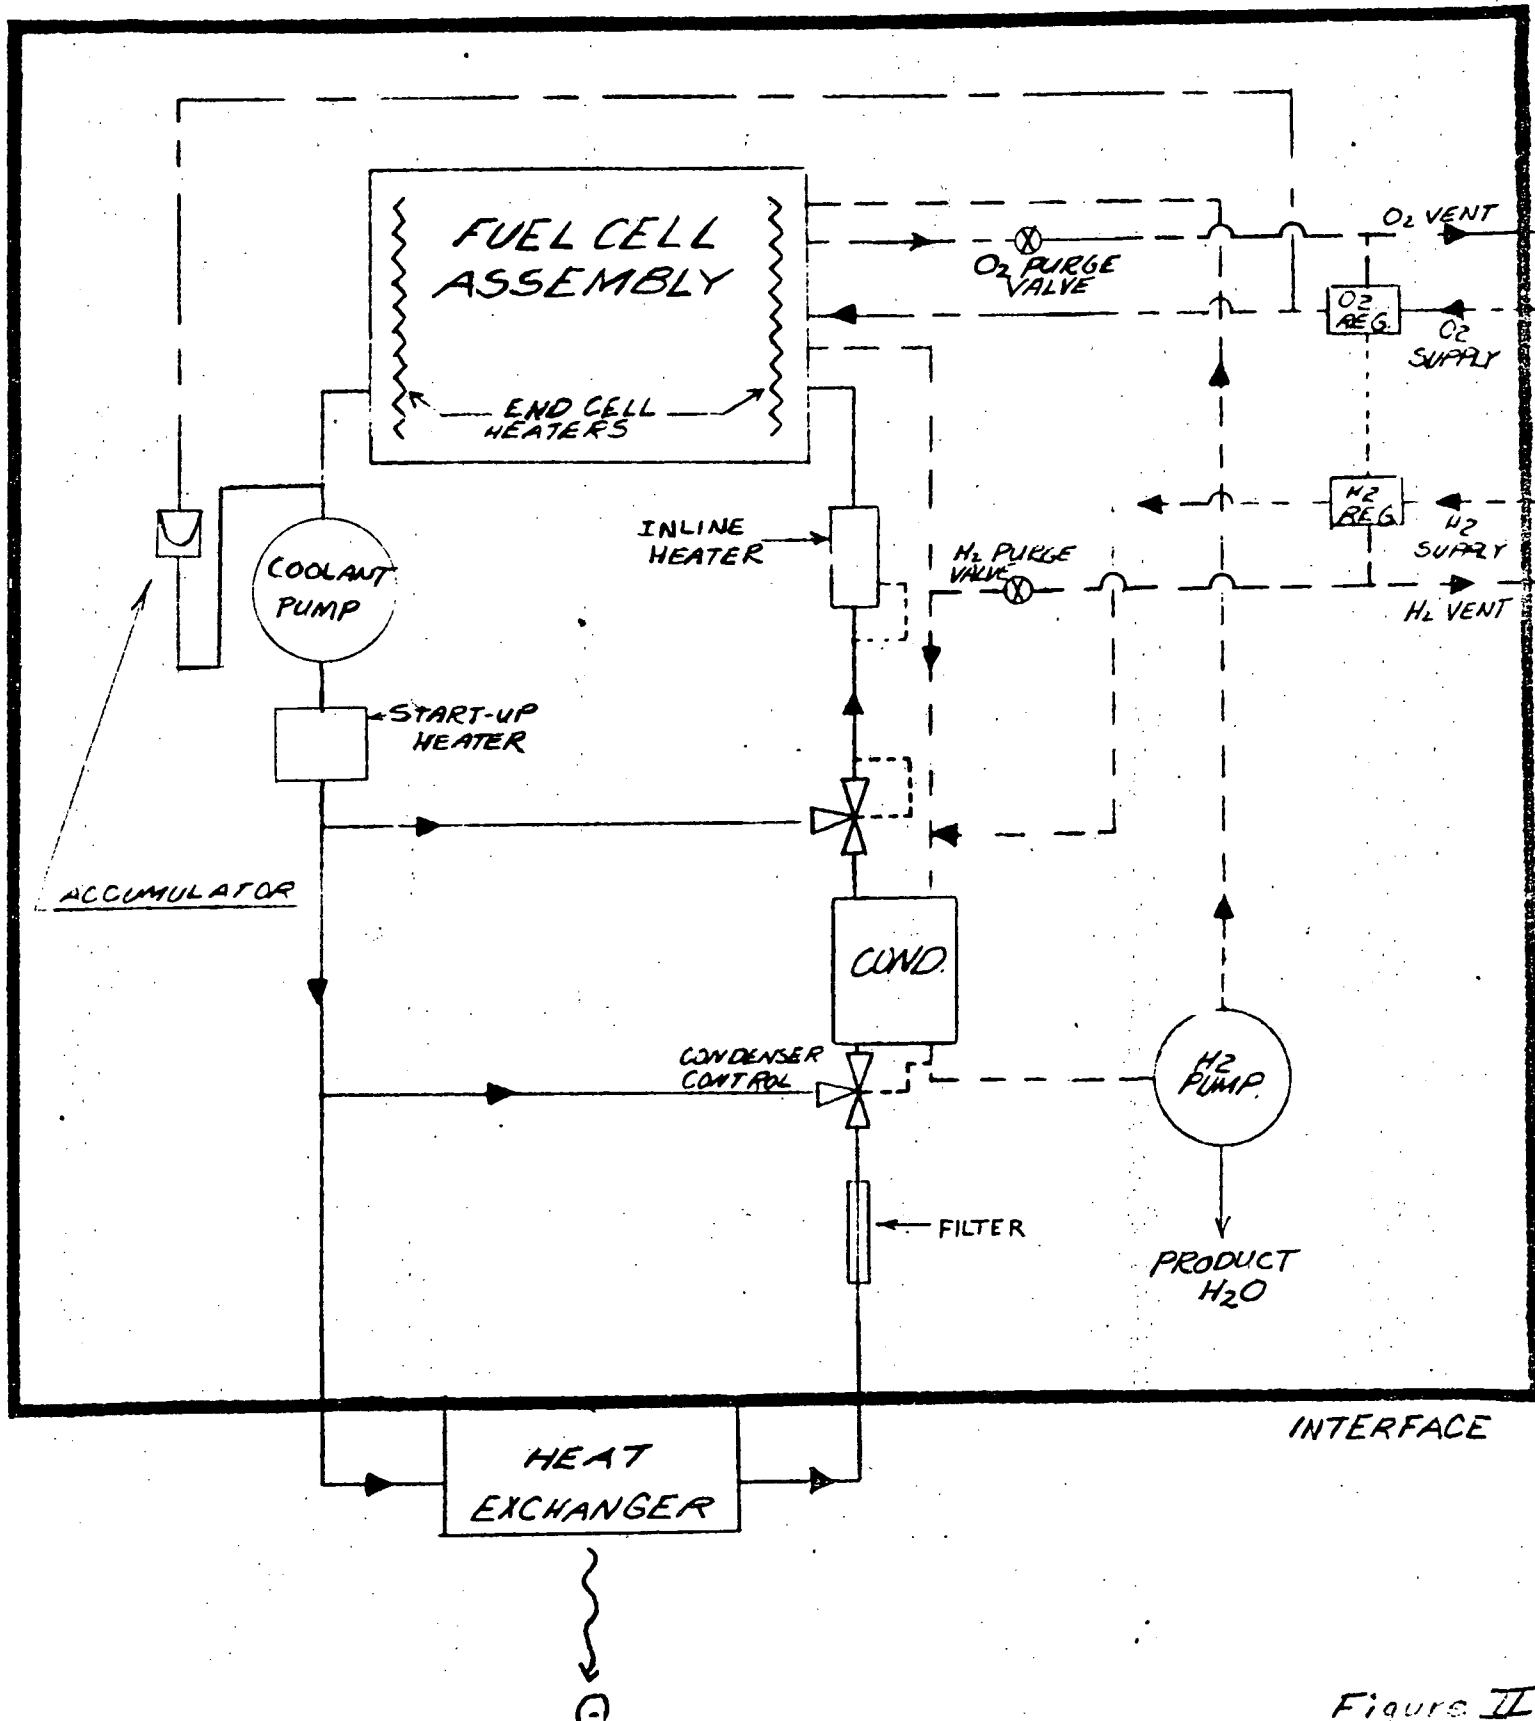 FUEL CELL
ASSEMBLY
END CELL
HEATERS
O2 PURGE
VALVE
O2 VENT
O2
REG.
O2
SUPPLY
INLINE
HEATER
H2 PURGE
VALVE
H2
REG.
H2
SUPPLY
H2 VENT
COOLANT
PUMP
START-UP
HEATER
ACCUMULATOR
COND.
CONDENSER
CONTROL
H2
PUMP.
FILTER
PRODUCT
H2O
INTERFACE
HEAT
EXCHANGER
Figure II